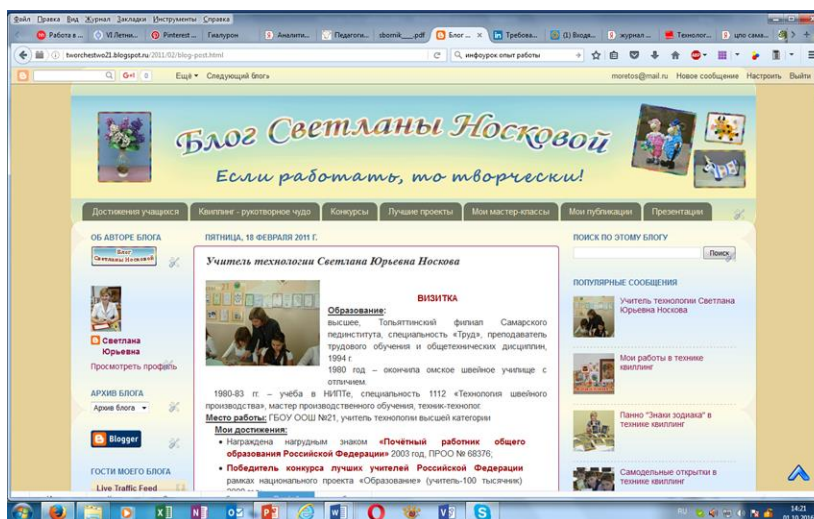 Файл Правка Вид Журнал Закладки Инструменты Справка
Работа в ... VI Летни... Pinterest ... Гиалурон Аналити... Педагоги... sbornik___.pdf Блог ... Требова... (1) Входя... журнал ... Технолог... цпо сама...
tworchestwo21.blogspot.ru/2011/02/blog-post.html
инфоурок опыт работы
G+1 0 Ещё Следующий блог»
moretos@mail.ru Новое сообщение Настроить Выйти
Блог Светланы Носковой
Если работать, то творчески!
Достижения учащихся Квиллинг - рукотворное чудо Конкурсы Лучшие проекты Мои мастер-классы Мои публикации Презентации
ОБ АВТОРЕ БЛОГА
Блог
Светланы Носковой
Светлана
Юрьевна
Просмотреть профиль
АРХИВ БЛОГА
Архив блога
Blogger
ГОСТИ МОЕГО БЛОГА
Live Traffic Feed
ПЯТНИЦА, 18 ФЕВРАЛЯ 2011 Г.
Учитель технологии Светлана Юрьевна Носкова
ВИЗИТКА
Образование:
высшее, Тольяттинский филиал Самарского
пединститута, специальность «Труд», преподаватель
трудового обучения и общетехнических дисциплин,
1994 г.
1980 год – окончила омское швейное училище с
отличием.
1980-83 гг. – учёба в НИПТе, специальность 1112 «Технология швейного
производства», мастер производственного обучения, техник-технолог.
Место работы: ГБОУ ООШ №21, учитель технологии высшей категории
Мои достижения:
• Награждена нагрудным знаком «Почётный работник общего
образования Российской Федерации» 2003 год, ПРОО № 68376;
• Победитель конкурса лучших учителей Российской Федерации
рамках национального проекта «Образование» (учитель-100 тысячник)
ПОИСК ПО ЭТОМУ БЛОГУ
Поиск
ПОПУЛЯРНЫЕ СООБЩЕНИЯ
Учитель технологии Светлана
Юрьевна Носкова
Мои работы в технике
квиллинг
Панно "Знаки зодиака" в
технике квиллинг
Самодельные открытки в
технике квиллинг
RU
14:21
01.10.2016